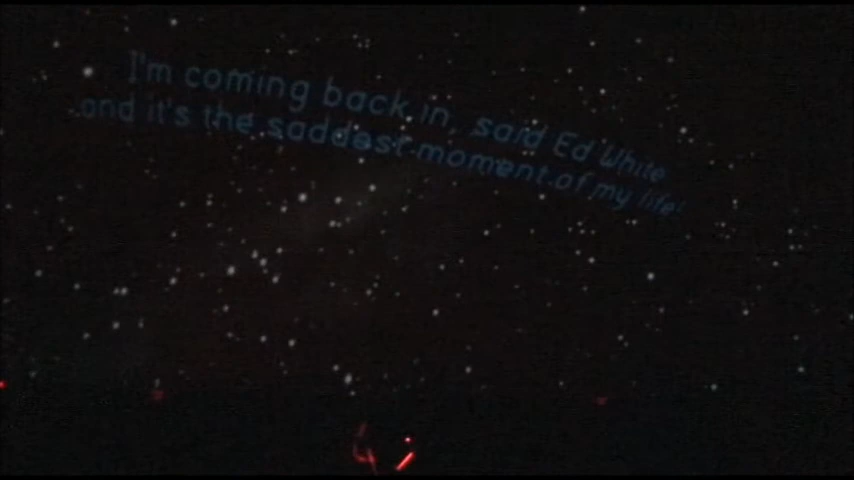 I'm coming back in, said Ed White
and it's the saddest moment of my life!